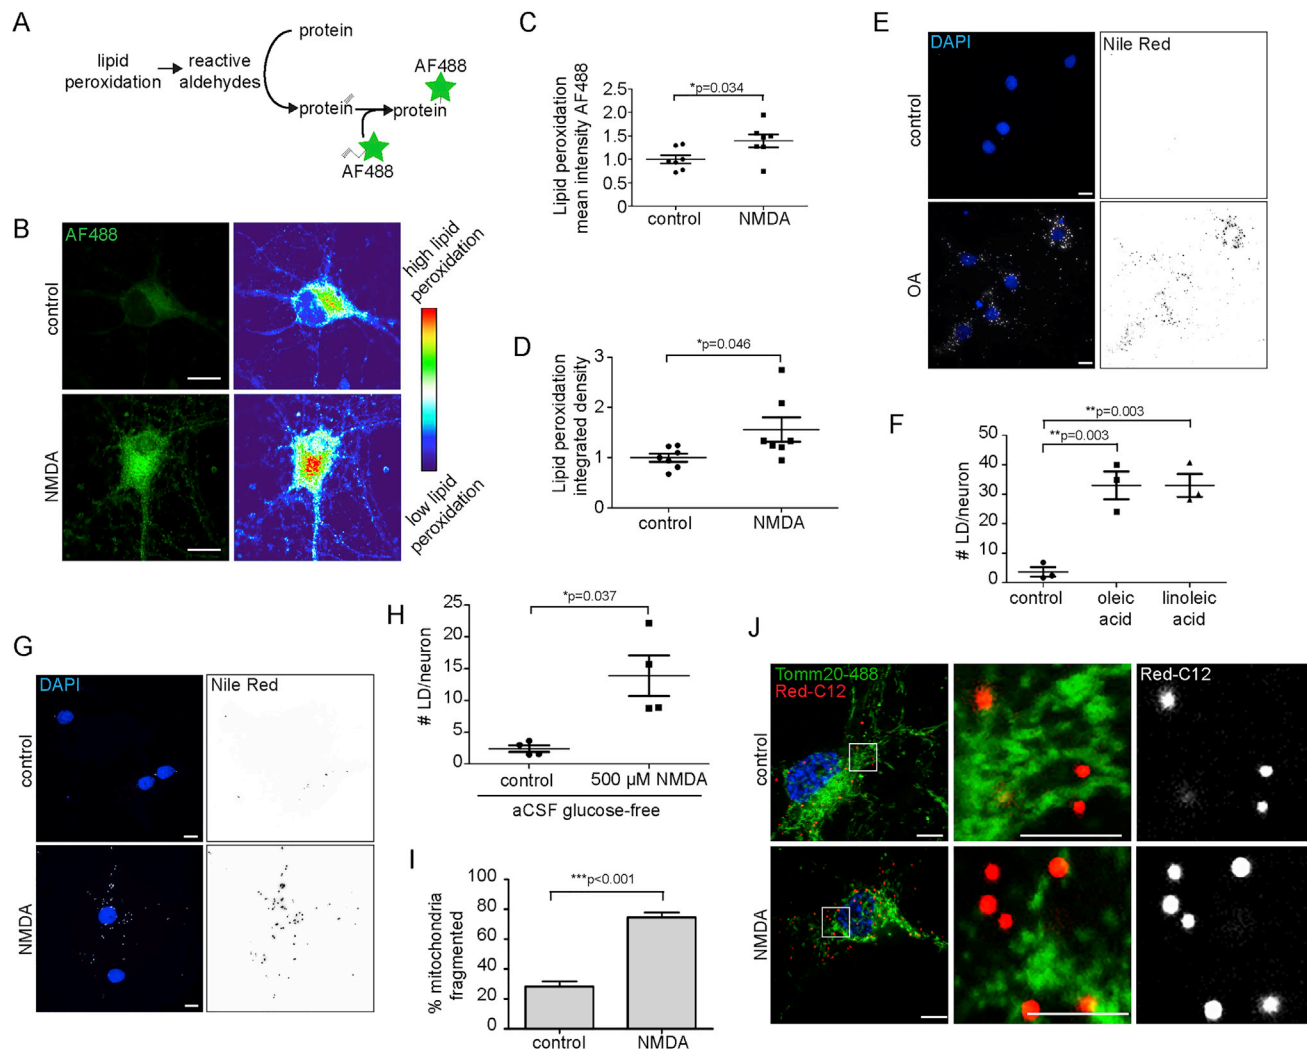 A
lipid
peroxidation
reactive
aldehydes
protein
protein
protein
AF488
AF488
B
AF488
control
NMDA
high lipid
peroxidation
low lipid
peroxidation
C
Lipid peroxidation
mean intensity AF488
2.5
2.0
1.5
1.0
0.5
0
*p=0.034
control
NMDA
D
Lipid peroxidation
integrated density
3
2
1
0
*p=0.046
control
NMDA
E
DAPI
Nile Red
control
OA
F
# LD/neuron
50
40
30
20
10
0
**p=0.003
**p=0.003
control
oleic
acid
linoleic
acid
G
DAPI
Nile Red
control
NMDA
H
# LD/neuron
25
20
15
10
5
0
*p=0.037
control
500 µM NMDA
aCSF glucose-free
I
% mitochondria
fragmented
100
80
60
40
20
0
***p<0.001
control
NMDA
J
Tomm20-488
Red-C12
Red-C12
control
NMDA